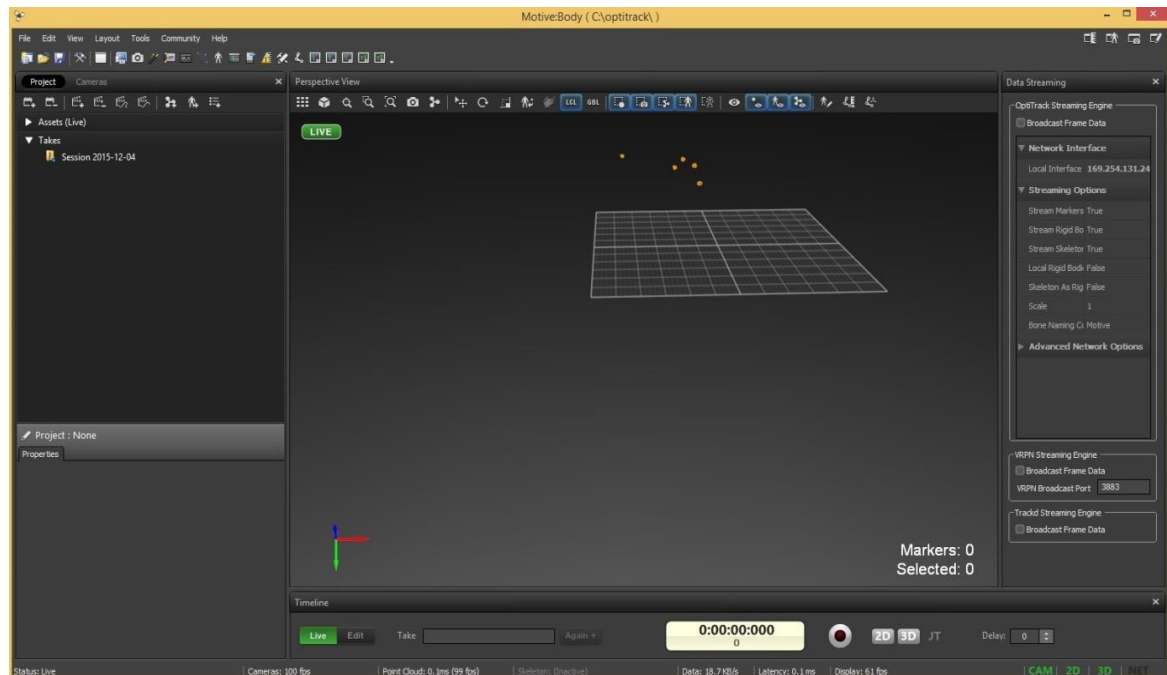 Motive:Body ( C:\optitrack\ )
File Edit View Layout Tools Community Help
Project Cameras
Assets (Live)
Takes
Session 2015-12-04
Project : None
Properties
Perspective View
LCL GBL
LIVE
Markers: 0
Selected: 0
Data Streaming
OptiTrack Streaming Engine
Broadcast Frame Data
Network Interface
Local Interface 169.254.131.24
Streaming Options
Stream Markers True
Stream Rigid Bo True
Stream Skeletor True
Local Rigid Bodi False
Skeleton As Rig False
Scale 1
Bone Naming Co Motive
Advanced Network Options
VRPN Streaming Engine
Broadcast Frame Data
VRPN Broadcast Port 3883
Trackd Streaming Engine
Broadcast Frame Data
Timeline
Live Edit Take Again + 0:00:00:000 2D 3D JT Delay: 0
0
Status: Live Cameras: 100 fps Point Cloud: 0.1ms (99 fps) Skeleton: (Inactive) Data: 18.7 KB/s Latency: 0.1 ms Display: 61 fps CAM 2D 3D NET